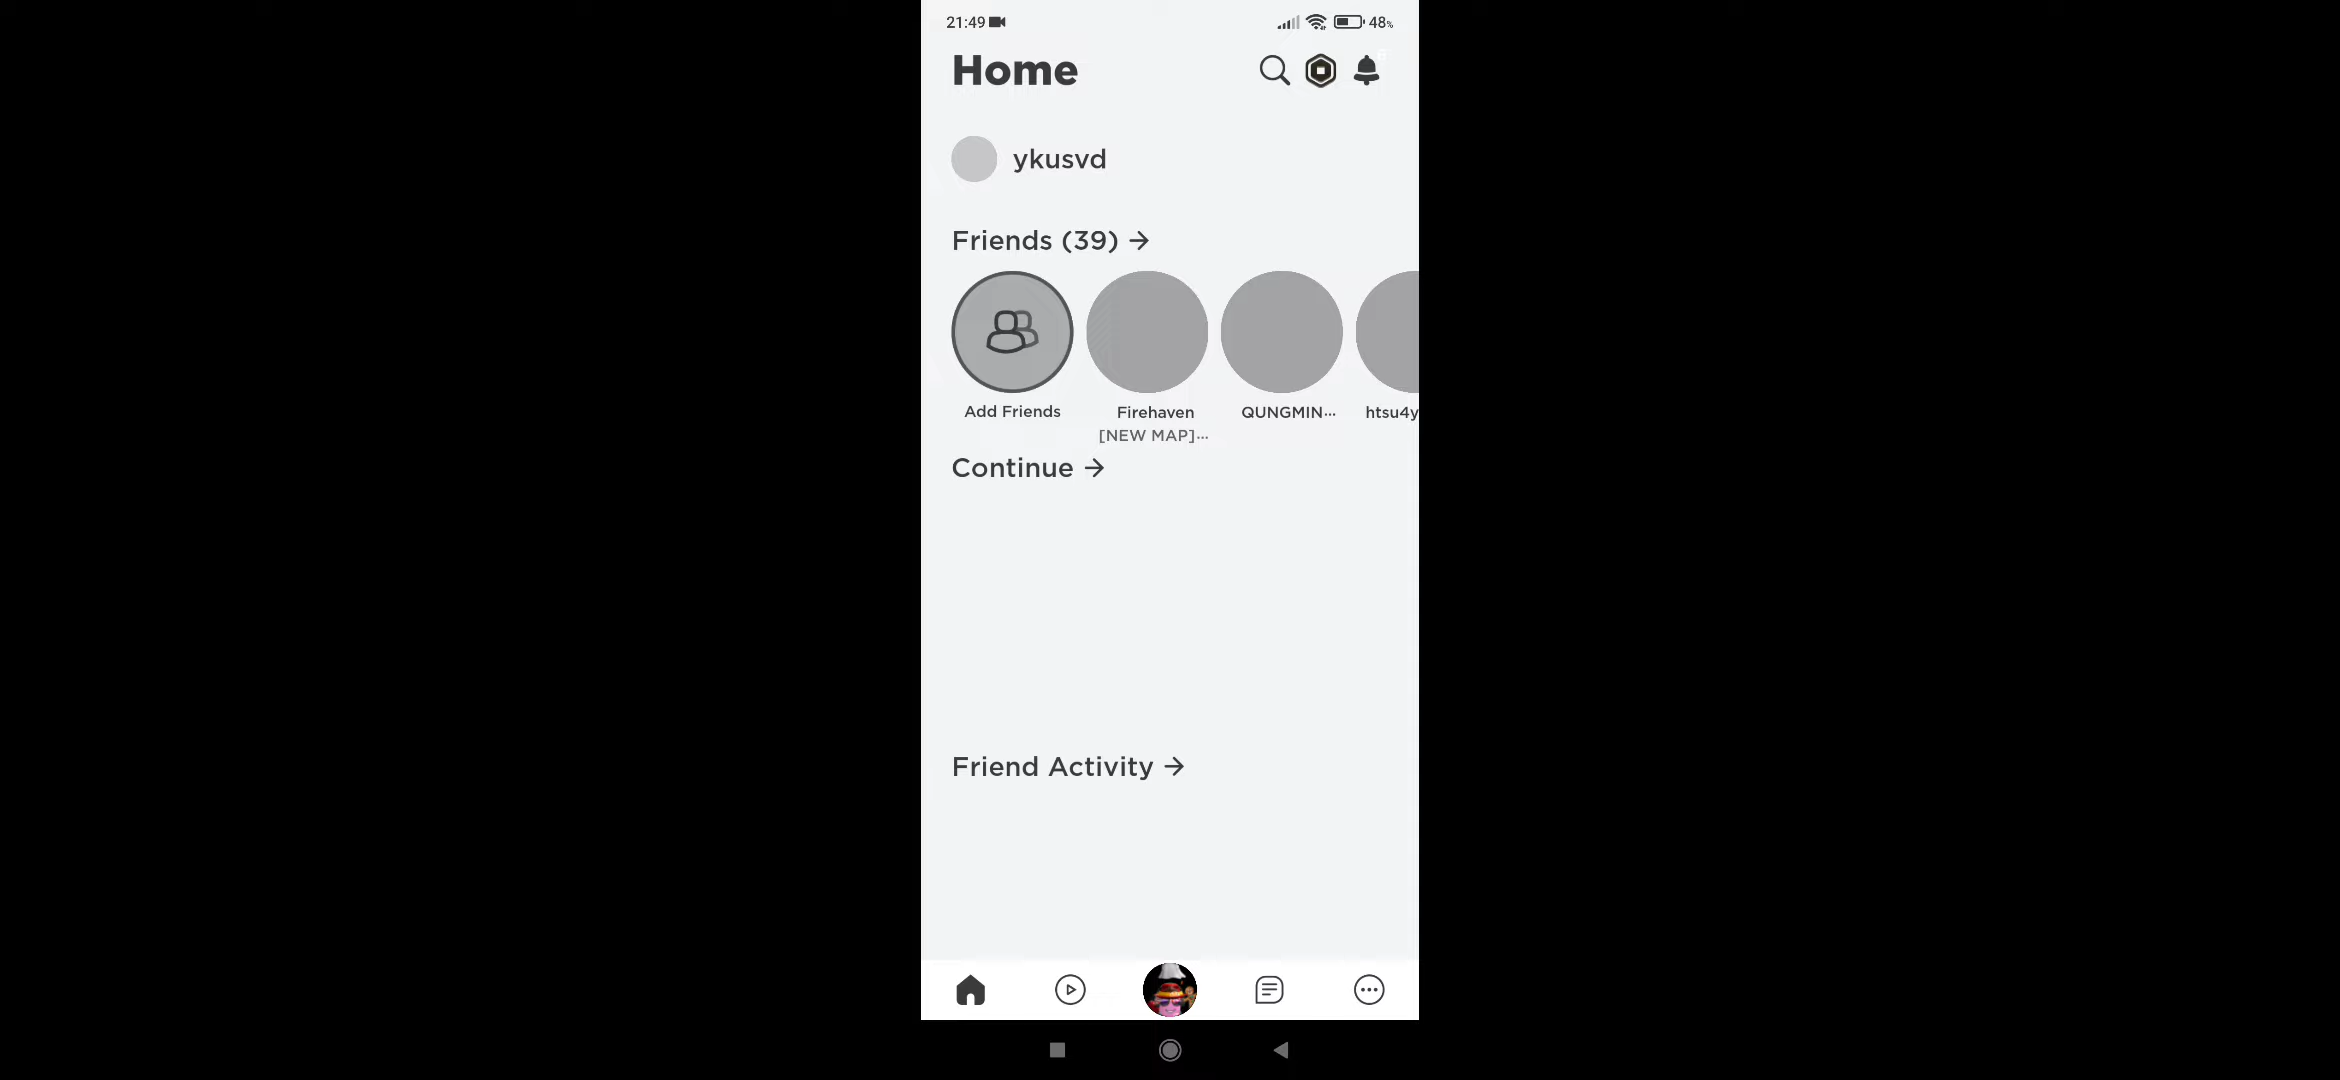 21:49
48%
Home
ykusvd
Friends (39)
Add Friends
Firehaven
QUNGMIN...
htsu4y
[NEW MAP]...
Continue
Friend Activity